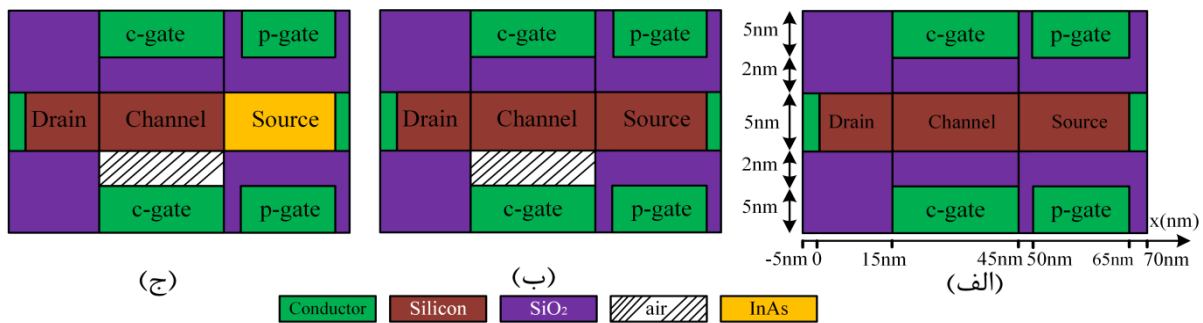 c-gate p-gate
Drain Channel Source
c-gate p-gate
(ج)
c-gate p-gate
Drain Channel Source
c-gate p-gate
(ب)
5nm
2nm
5nm
2nm
5nm
c-gate p-gate
Drain Channel Source
c-gate p-gate
x(nm)
-5nm 0 15nm 45nm 50nm 65nm 70nm
(الف)
Conductor Silicon SiO₂ air InAs